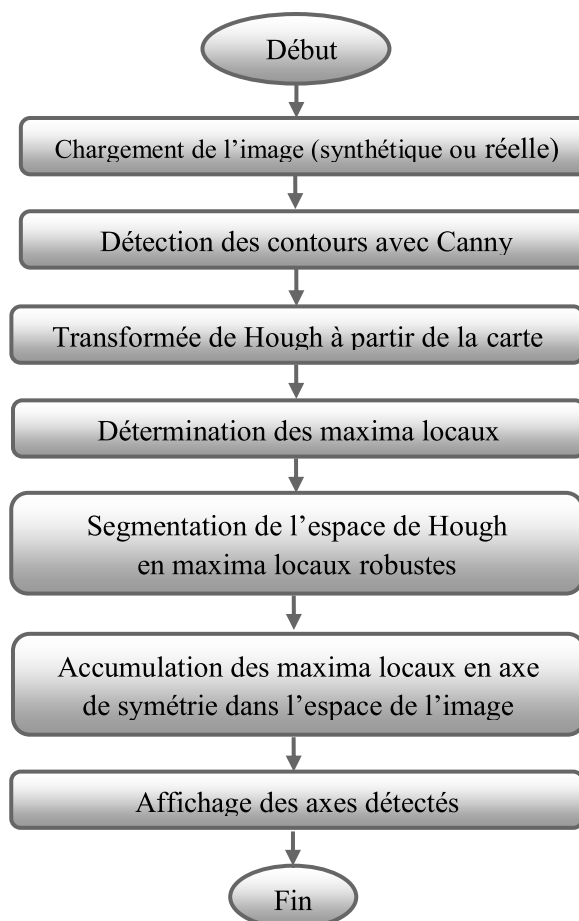 Début
Chargement de l'image (synthétique ou réelle)
Détection des contours avec Canny
Transformée de Hough à partir de la carte
Détermination des maxima locaux
Segmentation de l'espace de Hough
en maxima locaux robustes
Accumulation des maxima locaux en axe
de symétrie dans l'espace de l'image
Affichage des axes détectés
Fin